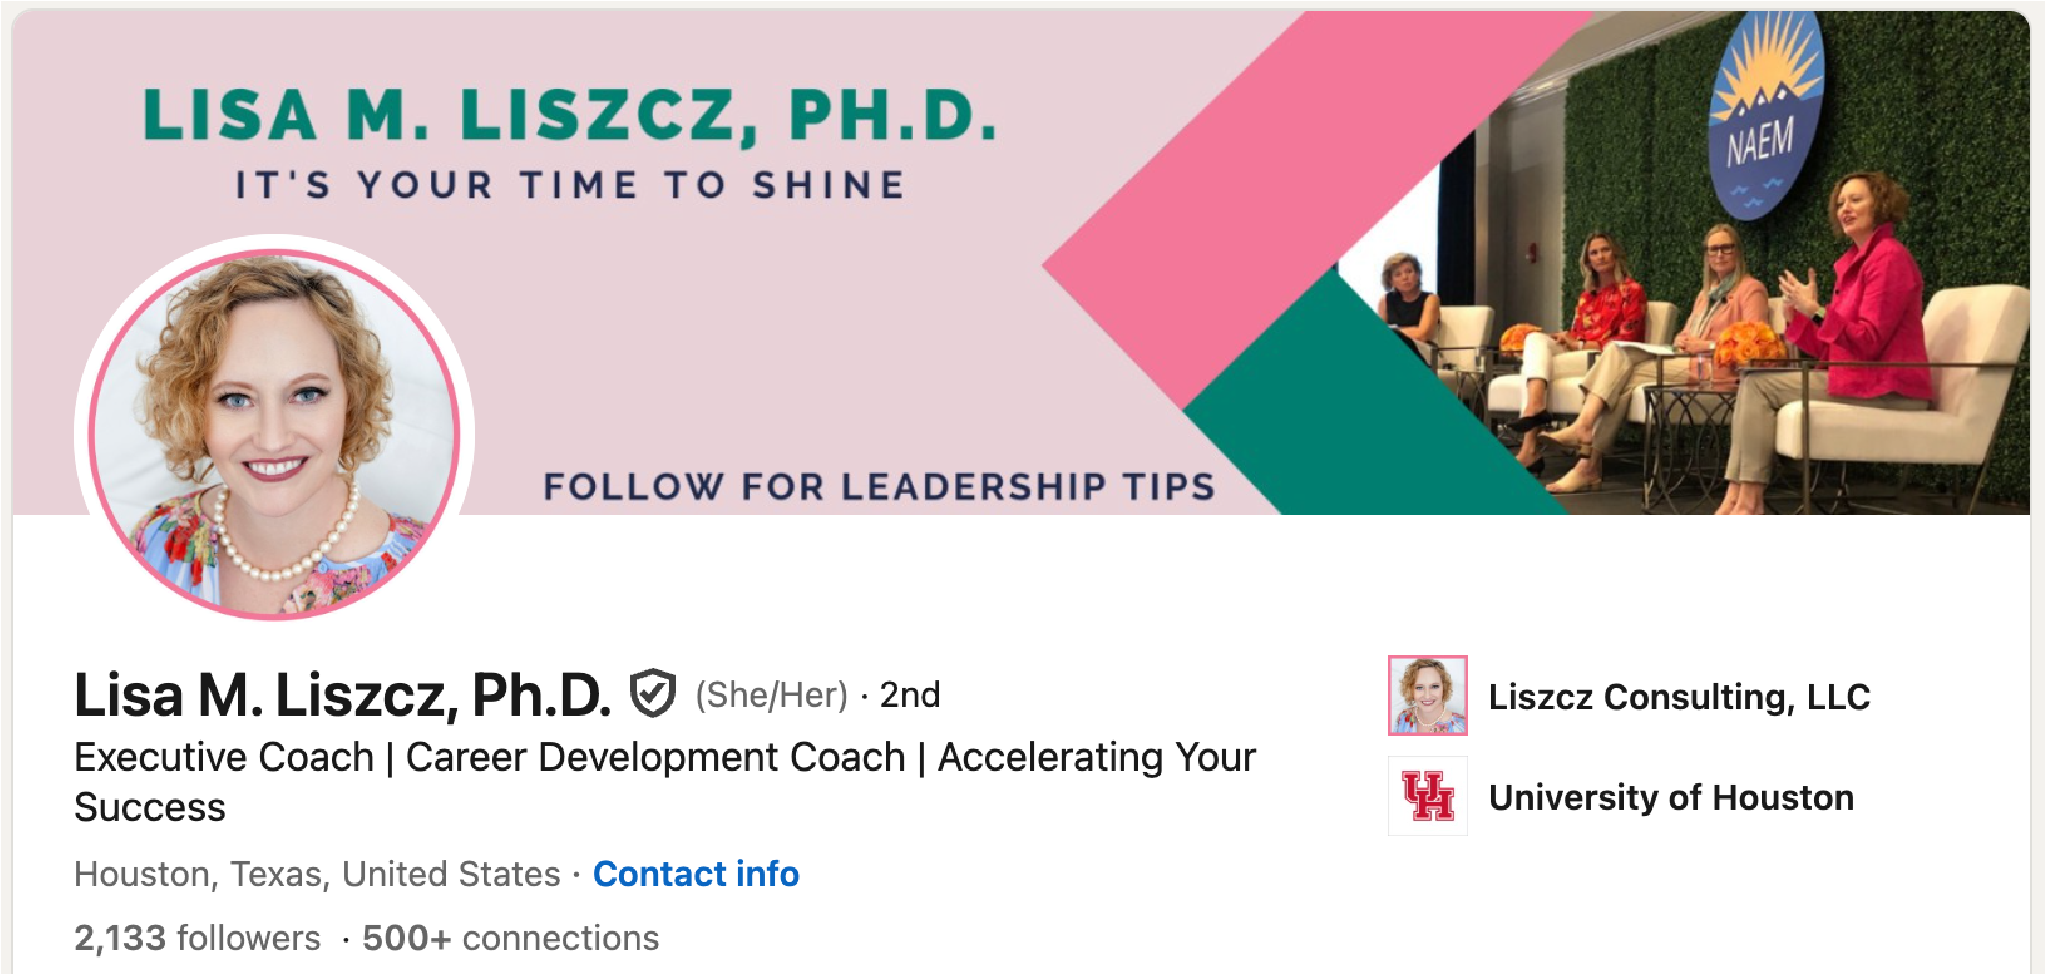 LISA M. LISZCZ, PH.D.
IT'S YOUR TIME TO SHINE
NAEM
FOLLOW FOR LEADERSHIP TIPS
Lisa M. Liszcz, Ph.D. (She/Her) · 2nd
Executive Coach | Career Development Coach | Accelerating Your
Success
Houston, Texas, United States · Contact info
2,133 followers · 500+ connections
Liszcz Consulting, LLC
UH
University of Houston